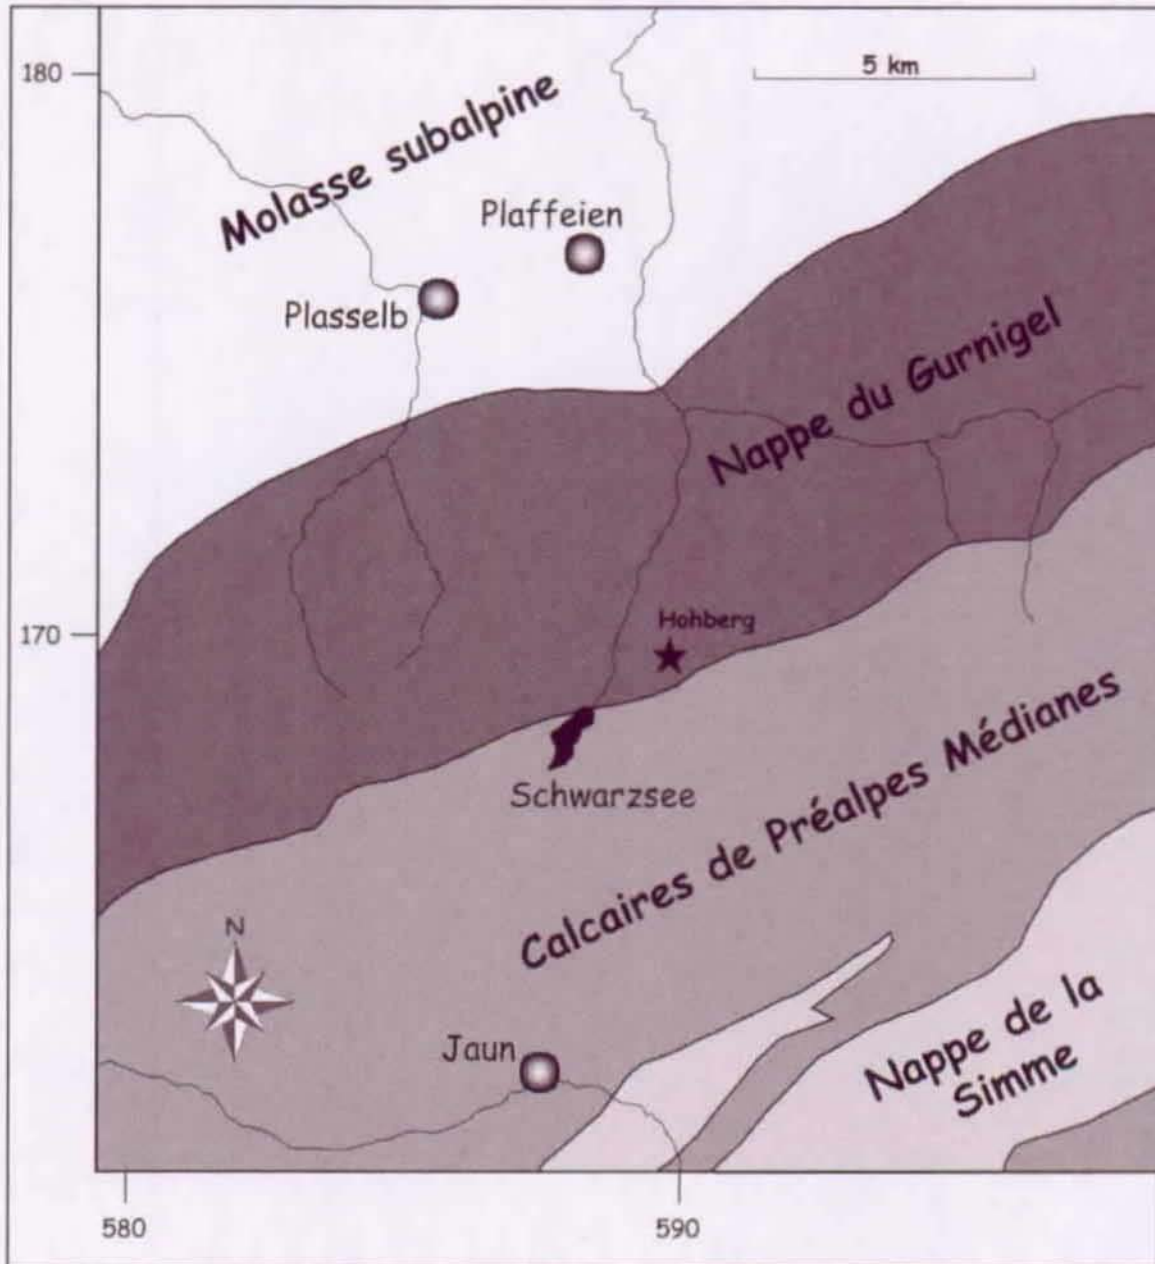 180
5 km
Molasse subalpine
Plaffeien
Plasselb
Nappe du Gurnigel
170
Hohberg
Schwarzsee
Calcaires de Préalpes Médianes
N
Jaun
Nappe de la
Simme
580
590